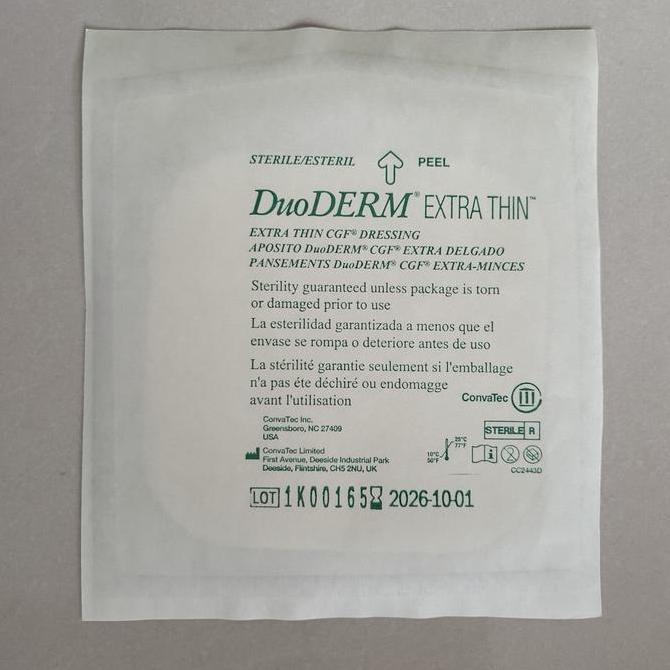 STERILE/ESTERIL PEEL
DuoDERM® EXTRA THIN™
EXTRA THIN CGF® DRESSING
APOSITO DuoDERM® CGF® EXTRA DELGADO
PANSEMENTS DuoDERM® CGF® EXTRA-MINCES
Sterility guaranteed unless package is torn
or damaged prior to use
La esterilidad garantizada a menos que el
envase se rompa o deteriore antes de uso
La stérilité garantie seulement si l'emballage
n'a pas éte déchiré ou endomagge
avant l'utilisation
ConvaTec
ConvaTec Inc.
Greensboro, NC 27409
USA
STERILE R
ConvaTec Limited
First Avenue, Deeside Industrial Park
Deeside, Flintshire, CH5 2NU, UK
25°C
77°F
10°C
50°F
CC2443D
LOT 1K00165 2026-10-01